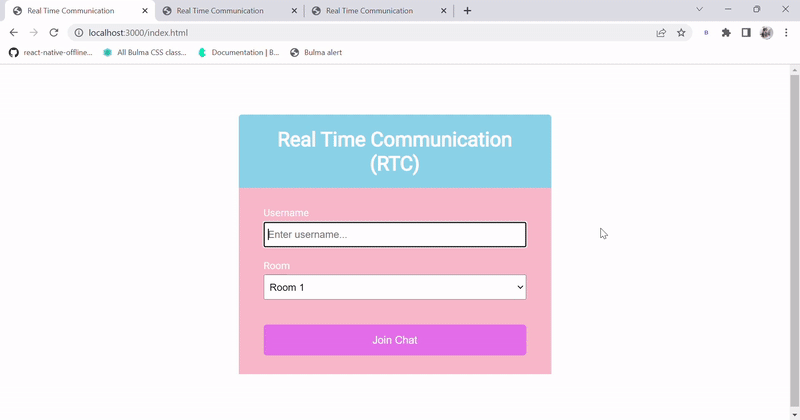 Real Time Communication
Real Time Communication
Real Time Communication
localhost:3000/index.html
react-native-offline...
All Bulma CSS class...
Documentation | B...
Bulma alert
Real Time Communication
(RTC)
Username
Enter username...
Room
Room 1
Join Chat